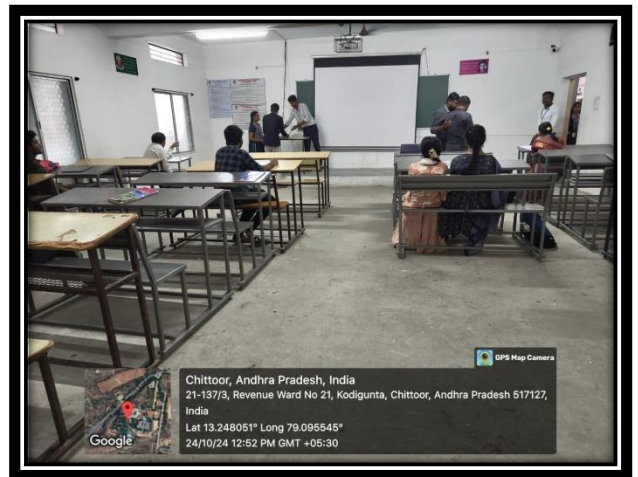 GPS Map Camera
Chittoor, Andhra Pradesh, India
21-137/3, Revenue Ward No 21, Kodigunta, Chittoor, Andhra Pradesh 517127,
India
Lat 13.248051° Long 79.095545°
24/10/24 12:52 PM GMT +05:30
Google